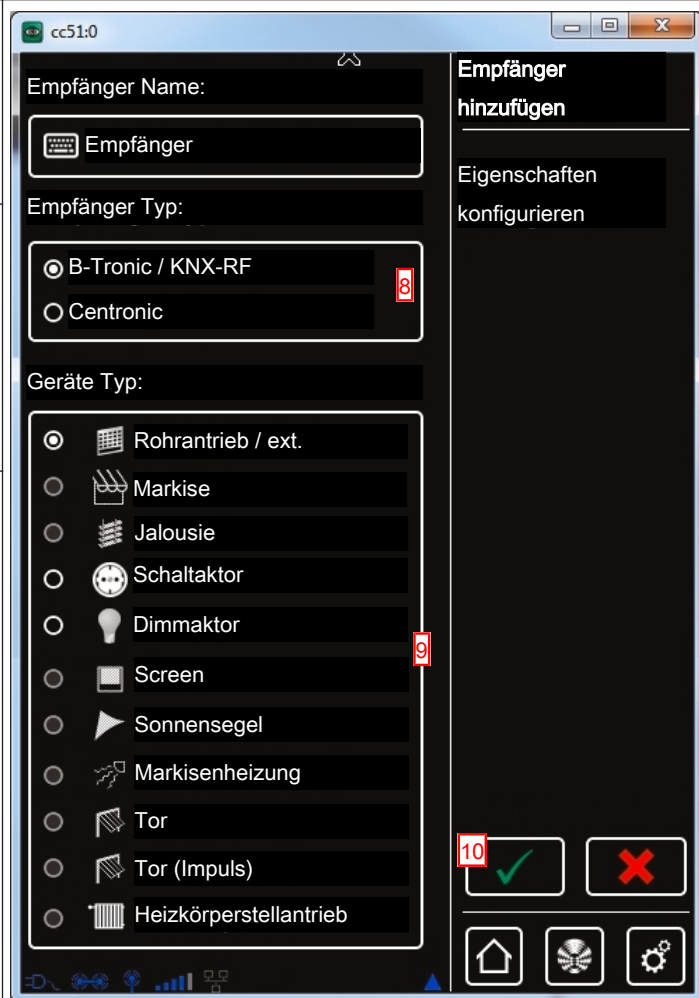 cc51:0
Empfänger Name:
Empfänger
Empfänger Typ:
B-Tronic / KNX-RF
Centronic
8
Geräte Typ:
Rohrantrieb / ext.
Markise
Jalousie
Schaltaktor
Dimmaktor
9
Screen
Sonnensegel
Markisenheizung
Tor
Tor (Impuls)
Heizkörperstellantrieb
Empfänger
hinzufügen
Eigenschaften
konfigurieren
10